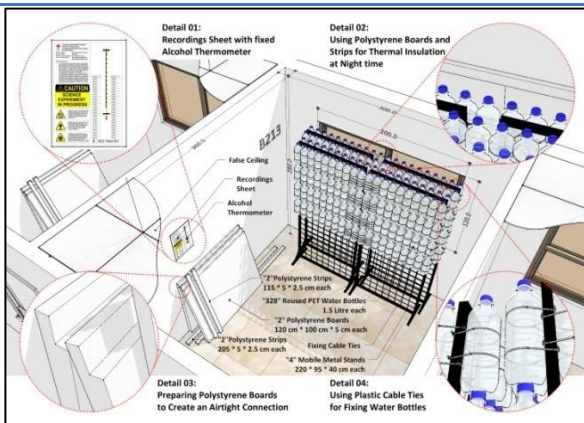 Detail 01:
Recordings Sheet with fixed
Alcohol Thermometer
Detail 02:
Using Polystyrene Boards and
Strips for Thermal Insulation
at Night time
CAUTION
SCIENCE
EXPERIMENT
IN PROGRESS
B213
False Ceiling
Recordings
Sheet
Alcohol
Thermometer
"2"Polystyrene Strips
115 * 5 * 2.5 cm each
"328" Reused PET Water Bottles
1.5 Litre each
"2" Polystyrene Boards
120 cm * 100 cm * 5 cm each
"2"Polystyrene Strips
205 * 5 * 2.5 cm each
Fixing Cable Ties
"4" Mobile Metal Stands
220 * 95 * 40 cm each
200.0
120.0
Detail 03:
Preparing Polystyrene Boards
to Create an Airtight Connection
Detail 04:
Using Plastic Cable Ties
for Fixing Water Bottles